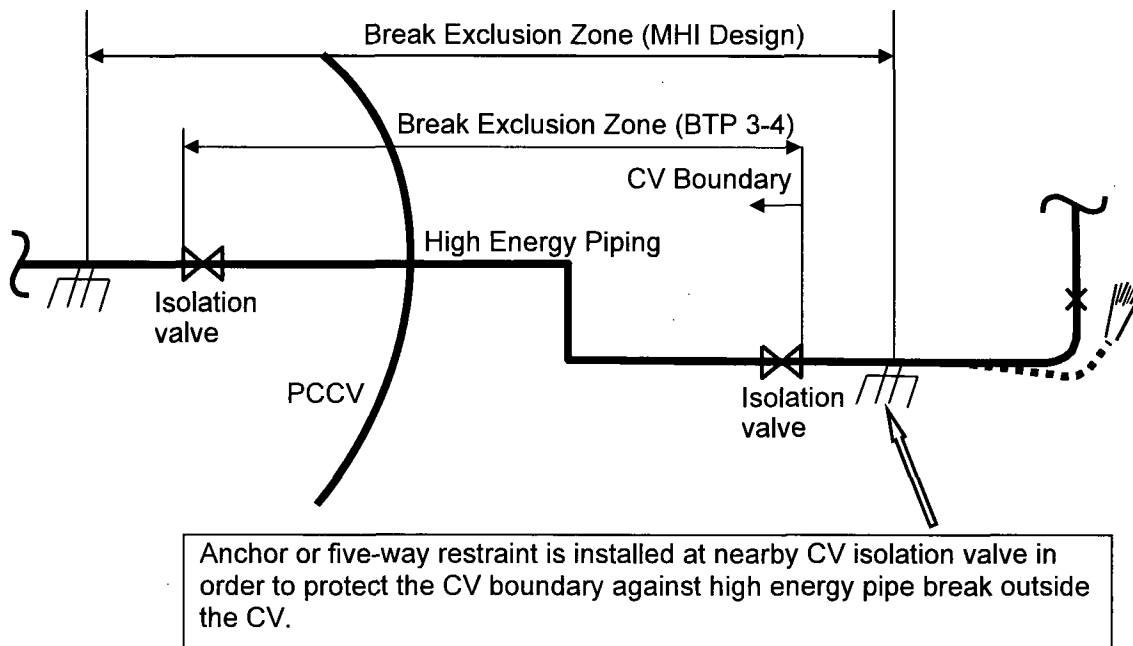 Break Exclusion Zone (MHI Design)
Break Exclusion Zone (BTP 3-4)
CV Boundary
High Energy Piping
Isolation
valve
PCCV
Isolation
valve
Anchor or five-way restraint is installed at nearby CV isolation valve in
order to protect the CV boundary against high energy pipe break outside
the CV.